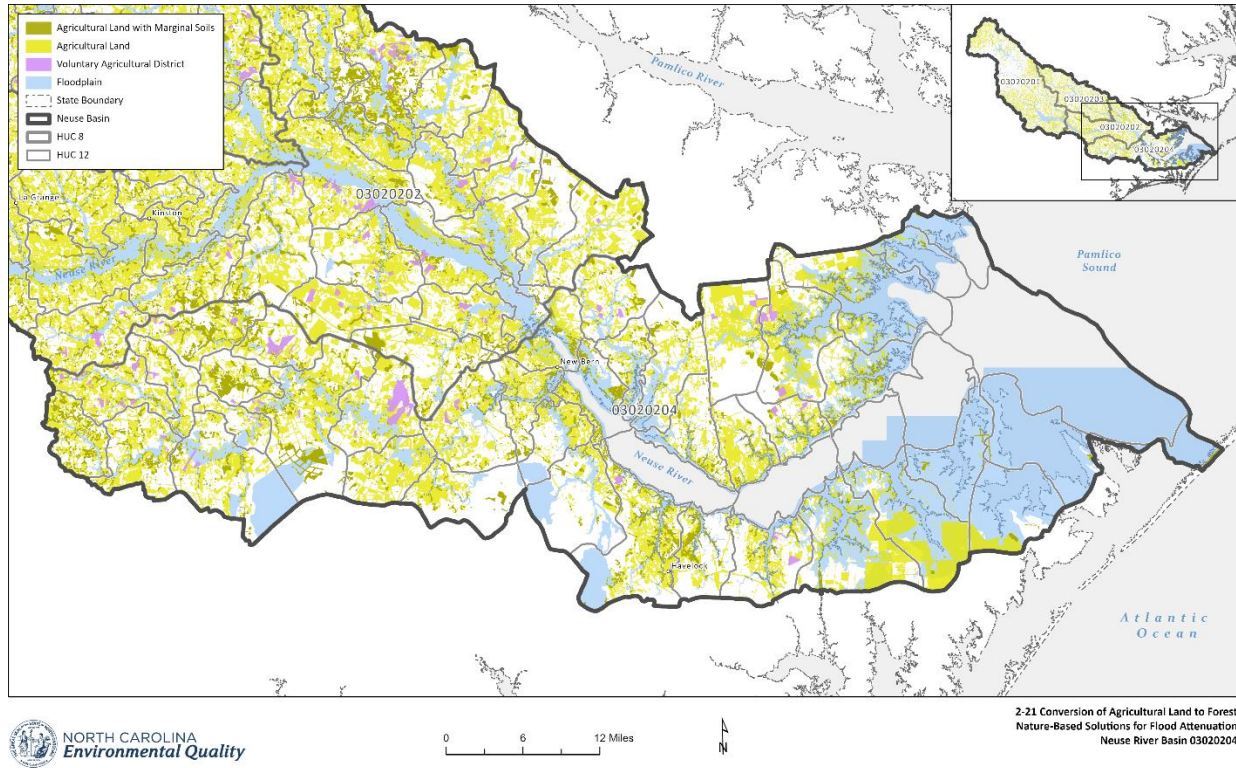 Agricultural Land with Marginal Soils
Agricultural Land
Voluntary Agricultural District
Floodplain
State Boundary
Neuse Basin
HUC 8
HUC 12
Pamlico River
03020201
03020203
03020202
03020204
La Grange
Kinston
03020202
Neuse River
Pamlico
Sound
New Bern
03020204
Neuse River
Havelock
Atlantic
Ocean
NORTH CAROLINA
Environmental Quality
0 6 12 Miles
N
2-21 Conversion of Agricultural Land to Forest
Nature-Based Solutions for Flood Attenuation
Neuse River Basin 03020204